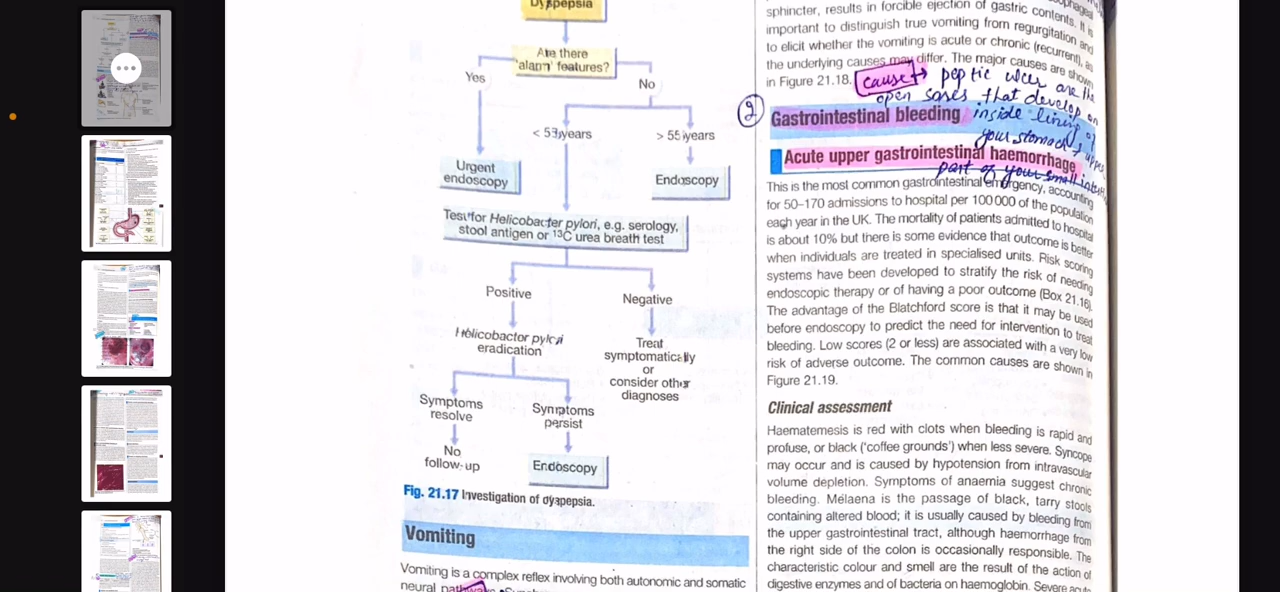 Dyspepsia
Are there
'alarm' features?
Yes
No
< 55 years
> 55 years
Urgent
endoscopy
Endoscopy
Test for Helicobacter pylori, e.g. serology,
stool antigen or ¹³C urea breath test
Positive
Negative
Helicobacter pylori
eradication
Treat
symptomatically
or
consider other
diagnoses
Symptoms
resolve
Symptoms
persist
No
follow-up
Endoscopy
Fig. 21.17 Investigation of dyspepsia.
Vomiting
Vomiting is a complex reflex involving both autonomic and somatic
neural
sphincter, results in forcible ejection of gastric contents. It is
important to distinguish true vomiting from regurgitation and
to elicit whether the vomiting is acute or chronic (recurrent), as
the underlying causes may differ. The major causes are shown
in Figure 21.18.
cause → peptic ulcer are the
open sores that develop on
inside lining of
your stomach & upper
part of your small
2
Gastrointestinal bleeding
Acute upper gastrointestinal haemorrhage
This is the most common gastrointestinal emergency, accounting
for 50–170 admissions to hospital per 100 000 of the population
each year in the UK. The mortality of patients admitted to hospital
is about 10% but there is some evidence that outcome is better
when individuals are treated in specialised units. Risk scoring
systems have been developed to stratify the risk of needing
endoscopic therapy or of having a poor outcome (Box 21.16).
The advantage of the Blatchford score is that it may be used
before endoscopy to predict the need for intervention to treat
bleeding. Low scores (2 or less) are associated with a very low
risk of adverse outcome. The common causes are shown in
Figure 21.19.
Clinical assessment
Haematemesis is red with clots when bleeding is rapid and
profuse, or black ('coffee grounds') when less severe. Syncope
may occur and is caused by hypotension from intravascular
volume depletion. Symptoms of anaemia suggest chronic
bleeding. Melaena is the passage of black, tarry stools
containing altered blood; it is usually caused by bleeding from
the upper gastrointestinal tract, although haemorrhage from
the right side of the colon is occasionally responsible. The
characteristic colour and smell are the result of the action of
digestive enzymes and of bacteria on haemoglobin. Severe acute